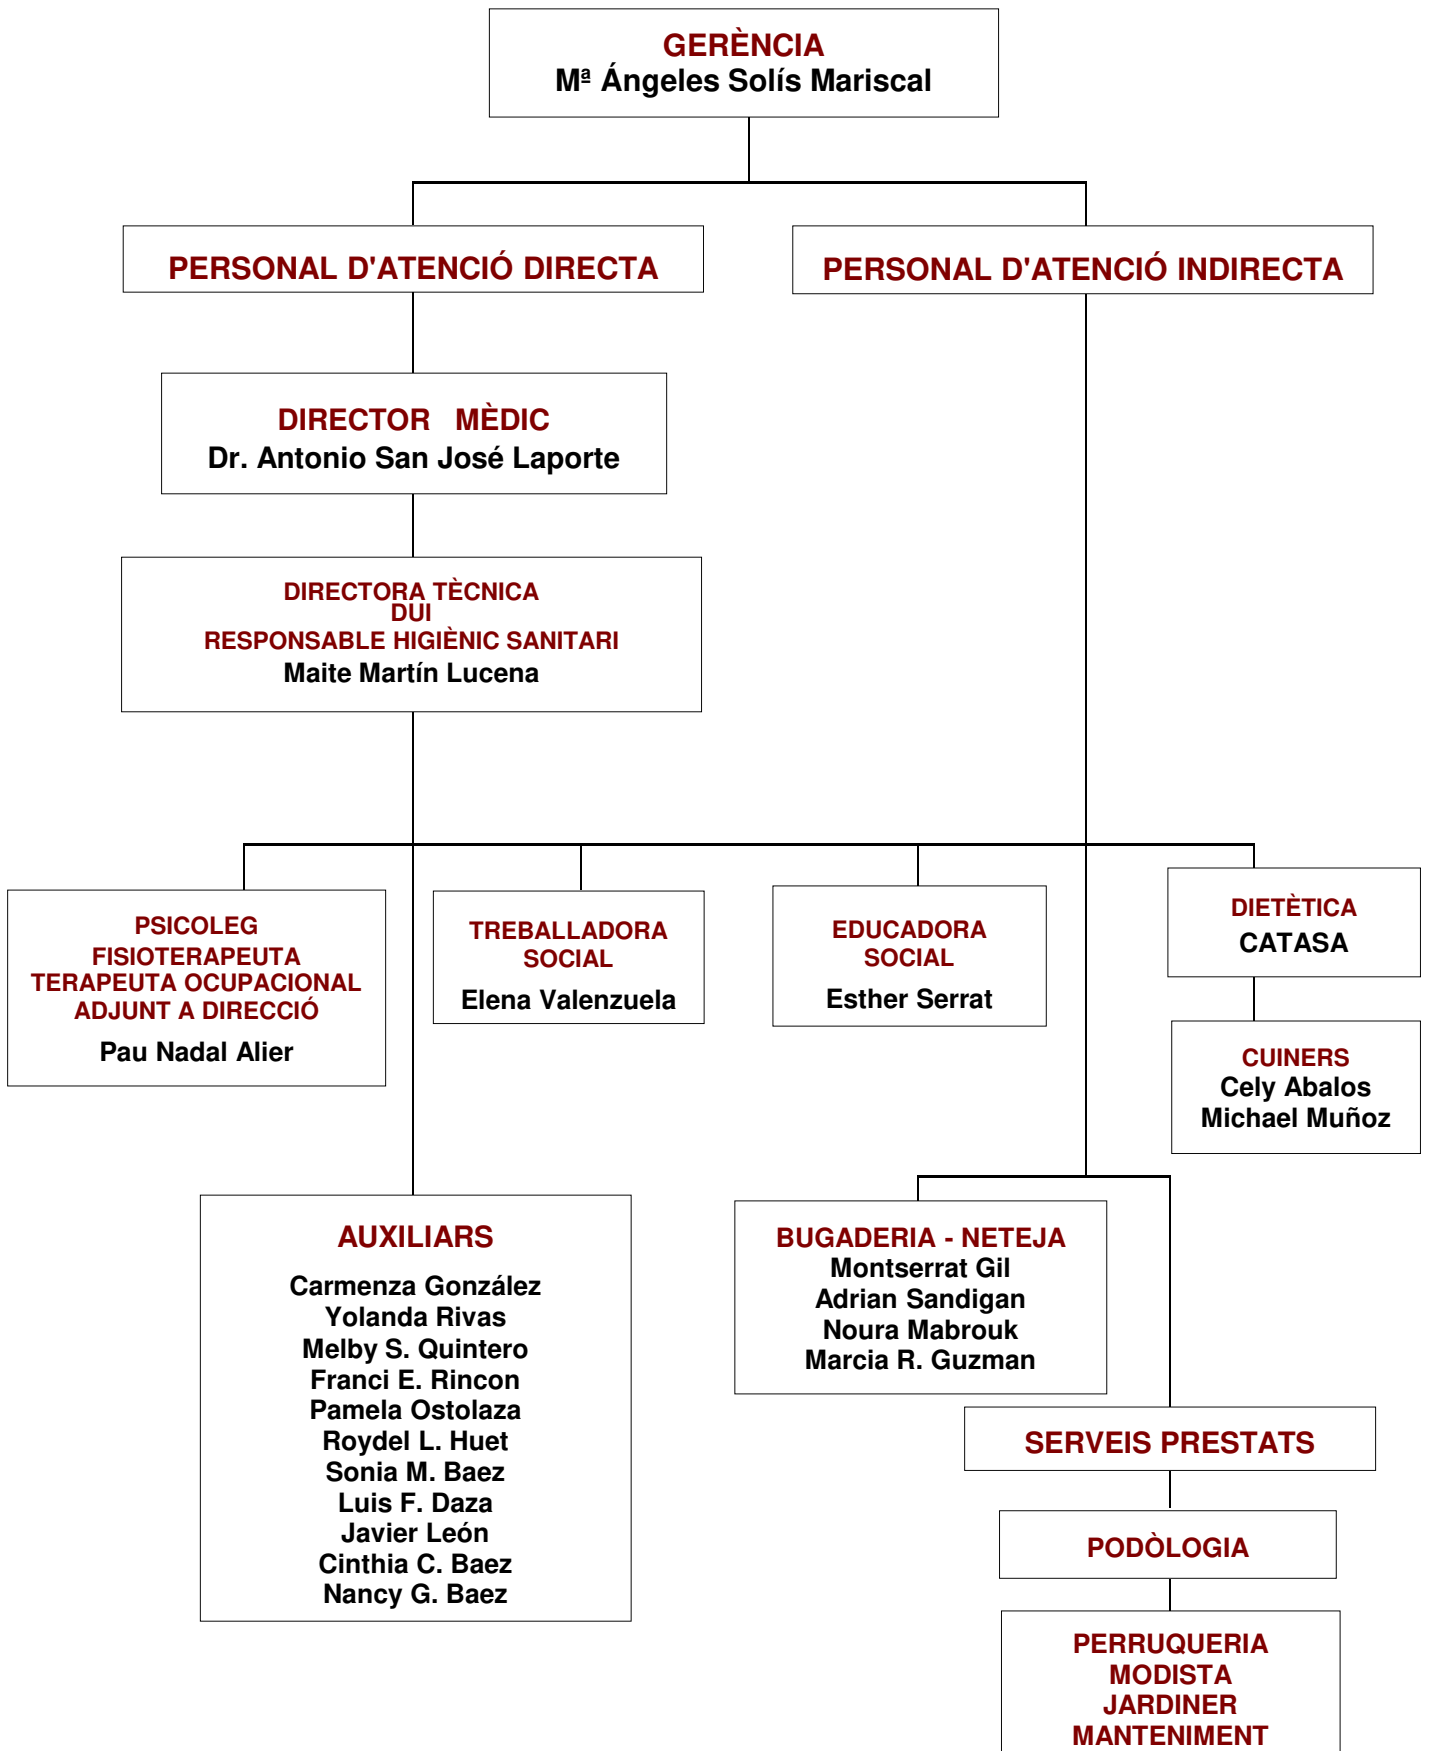 GERÈNCIA
Mª Ángeles Solís Mariscal
PERSONAL D'ATENCIÓ DIRECTA
PERSONAL D'ATENCIÓ INDIRECTA
DIRECTOR MÈDIC
Dr. Antonio San José Laporte
DIRECTORA TÈCNICA
DUI
RESPONSABLE HIGIÈNIC SANITARI
Maite Martín Lucena
PSICOLEG
FISIOTERAPEUTA
TERAPEUTA OCUPACIONAL
ADJUNT A DIRECCIÓ
Pau Nadal Alier
TREBALLADORA
SOCIAL
Elena Valenzuela
EDUCADORA
SOCIAL
Esther Serrat
DIETÈTICA
CATASA
CUINERS
Cely Abalos
Michael Muñoz
AUXILIARS
Carmenza González
Yolanda Rivas
Melby S. Quintero
Franci E. Rincon
Pamela Ostolaza
Roydel L. Huet
Sonia M. Baez
Luis F. Daza
Javier León
Cinthia C. Baez
Nancy G. Baez
BUGADERIA - NETEJA
Montserrat Gil
Adrian Sandigan
Noura Mabrouk
Marcia R. Guzman
SERVEIS PRESTATS
PODÒLOGIA
PERRUQUERIA
MODISTA
JARDINER
MANTENIMENT